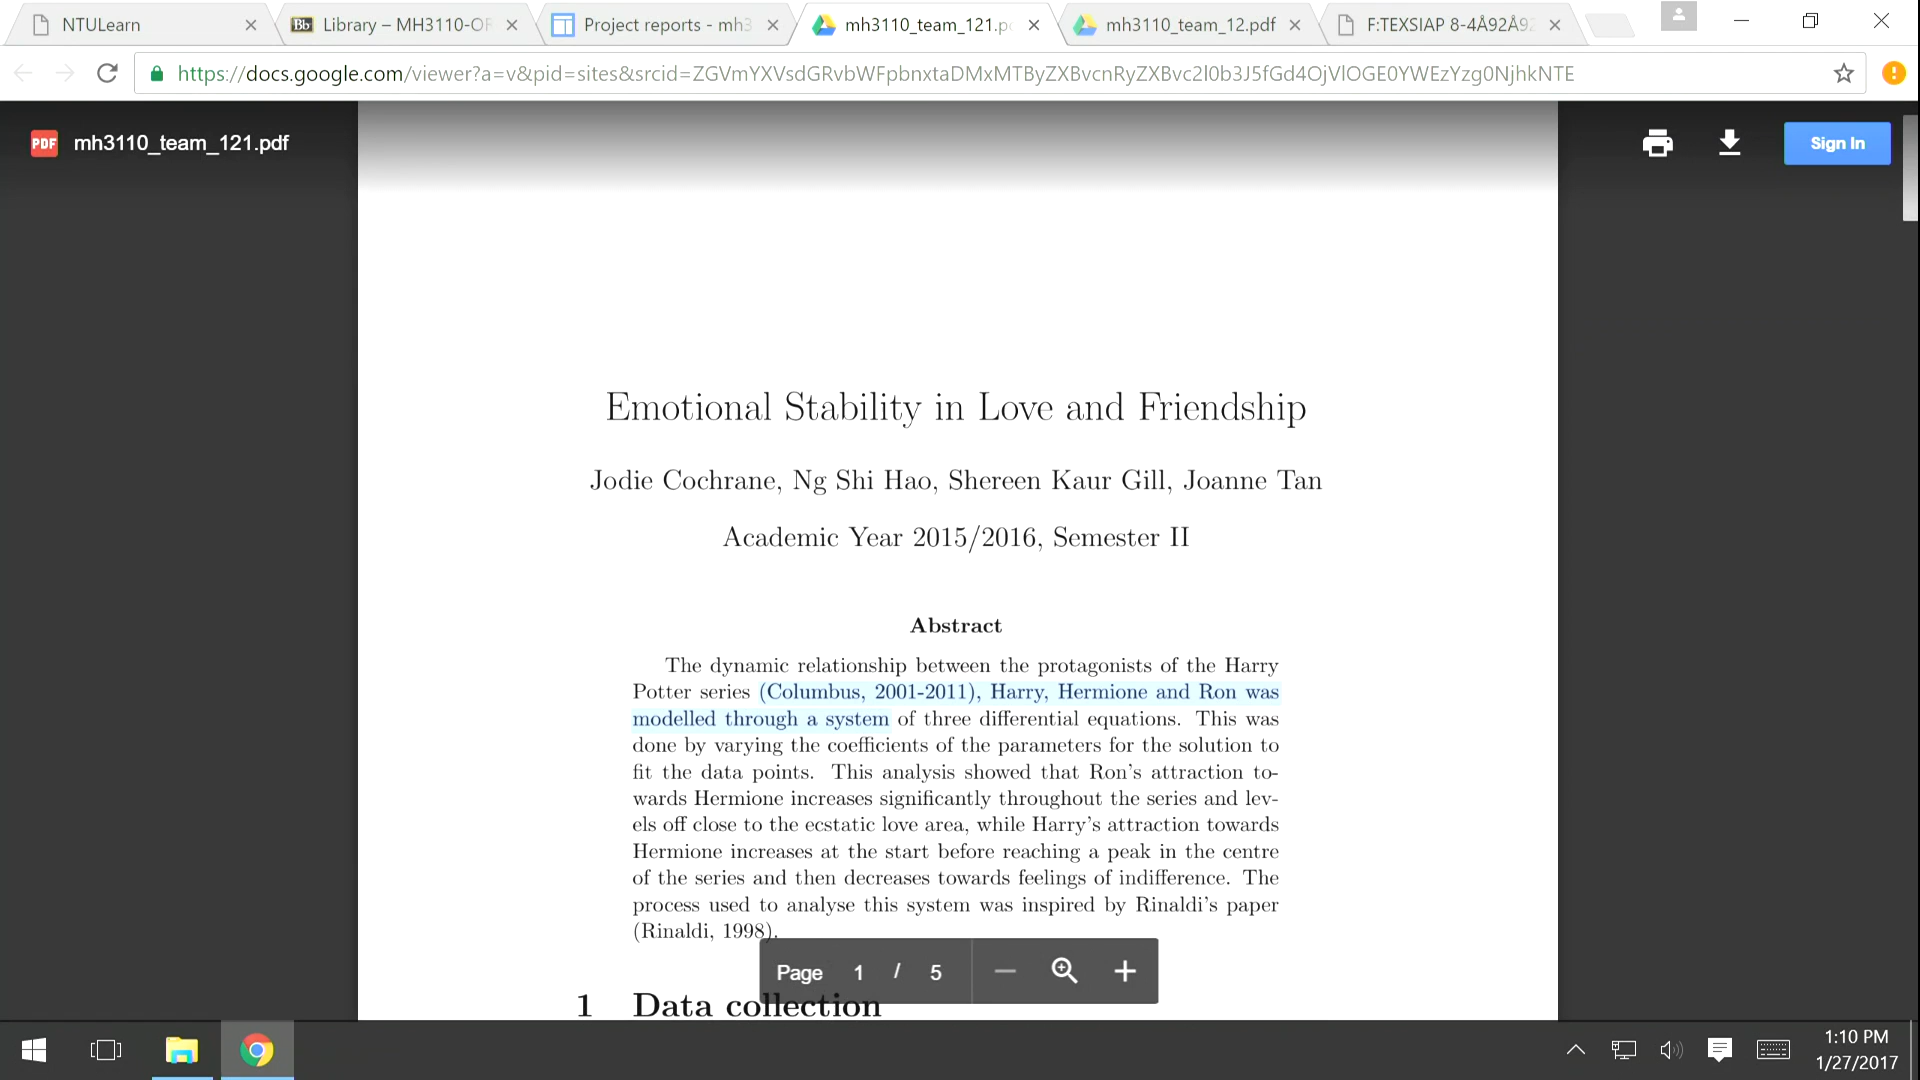 NTULearn
Library – MH3110-OR
Project reports - mh3
mh3110_team_121.p
mh3110_team_12.pdf
F:TEXSIAP 8-4Å92Å92
https://docs.google.com/viewer?a=v&pid=sites&srcid=ZGVmYXVsdGRvbWFpbnxtaDMxMTByZXBvcnRyZXBvc2l0b3J5fGd4OjVlOGE0YWEzYzg0NjhkNTE
PDF mh3110_team_121.pdf
Sign In
Emotional Stability in Love and Friendship
Jodie Cochrane, Ng Shi Hao, Shereen Kaur Gill, Joanne Tan
Academic Year 2015/2016, Semester II
Abstract
The dynamic relationship between the protagonists of the Harry
Potter series (Columbus, 2001-2011), Harry, Hermione and Ron was
modelled through a system of three differential equations. This was
done by varying the coefficients of the parameters for the solution to
fit the data points. This analysis showed that Ron's attraction to-
wards Hermione increases significantly throughout the series and lev-
els off close to the ecstatic love area, while Harry's attraction towards
Hermione increases at the start before reaching a peak in the centre
of the series and then decreases towards feelings of indifference. The
process used to analyse this system was inspired by Rinaldi's paper
(Rinaldi, 1998).
Page 1 / 5
1 Data collection
1:10 PM
1/27/2017